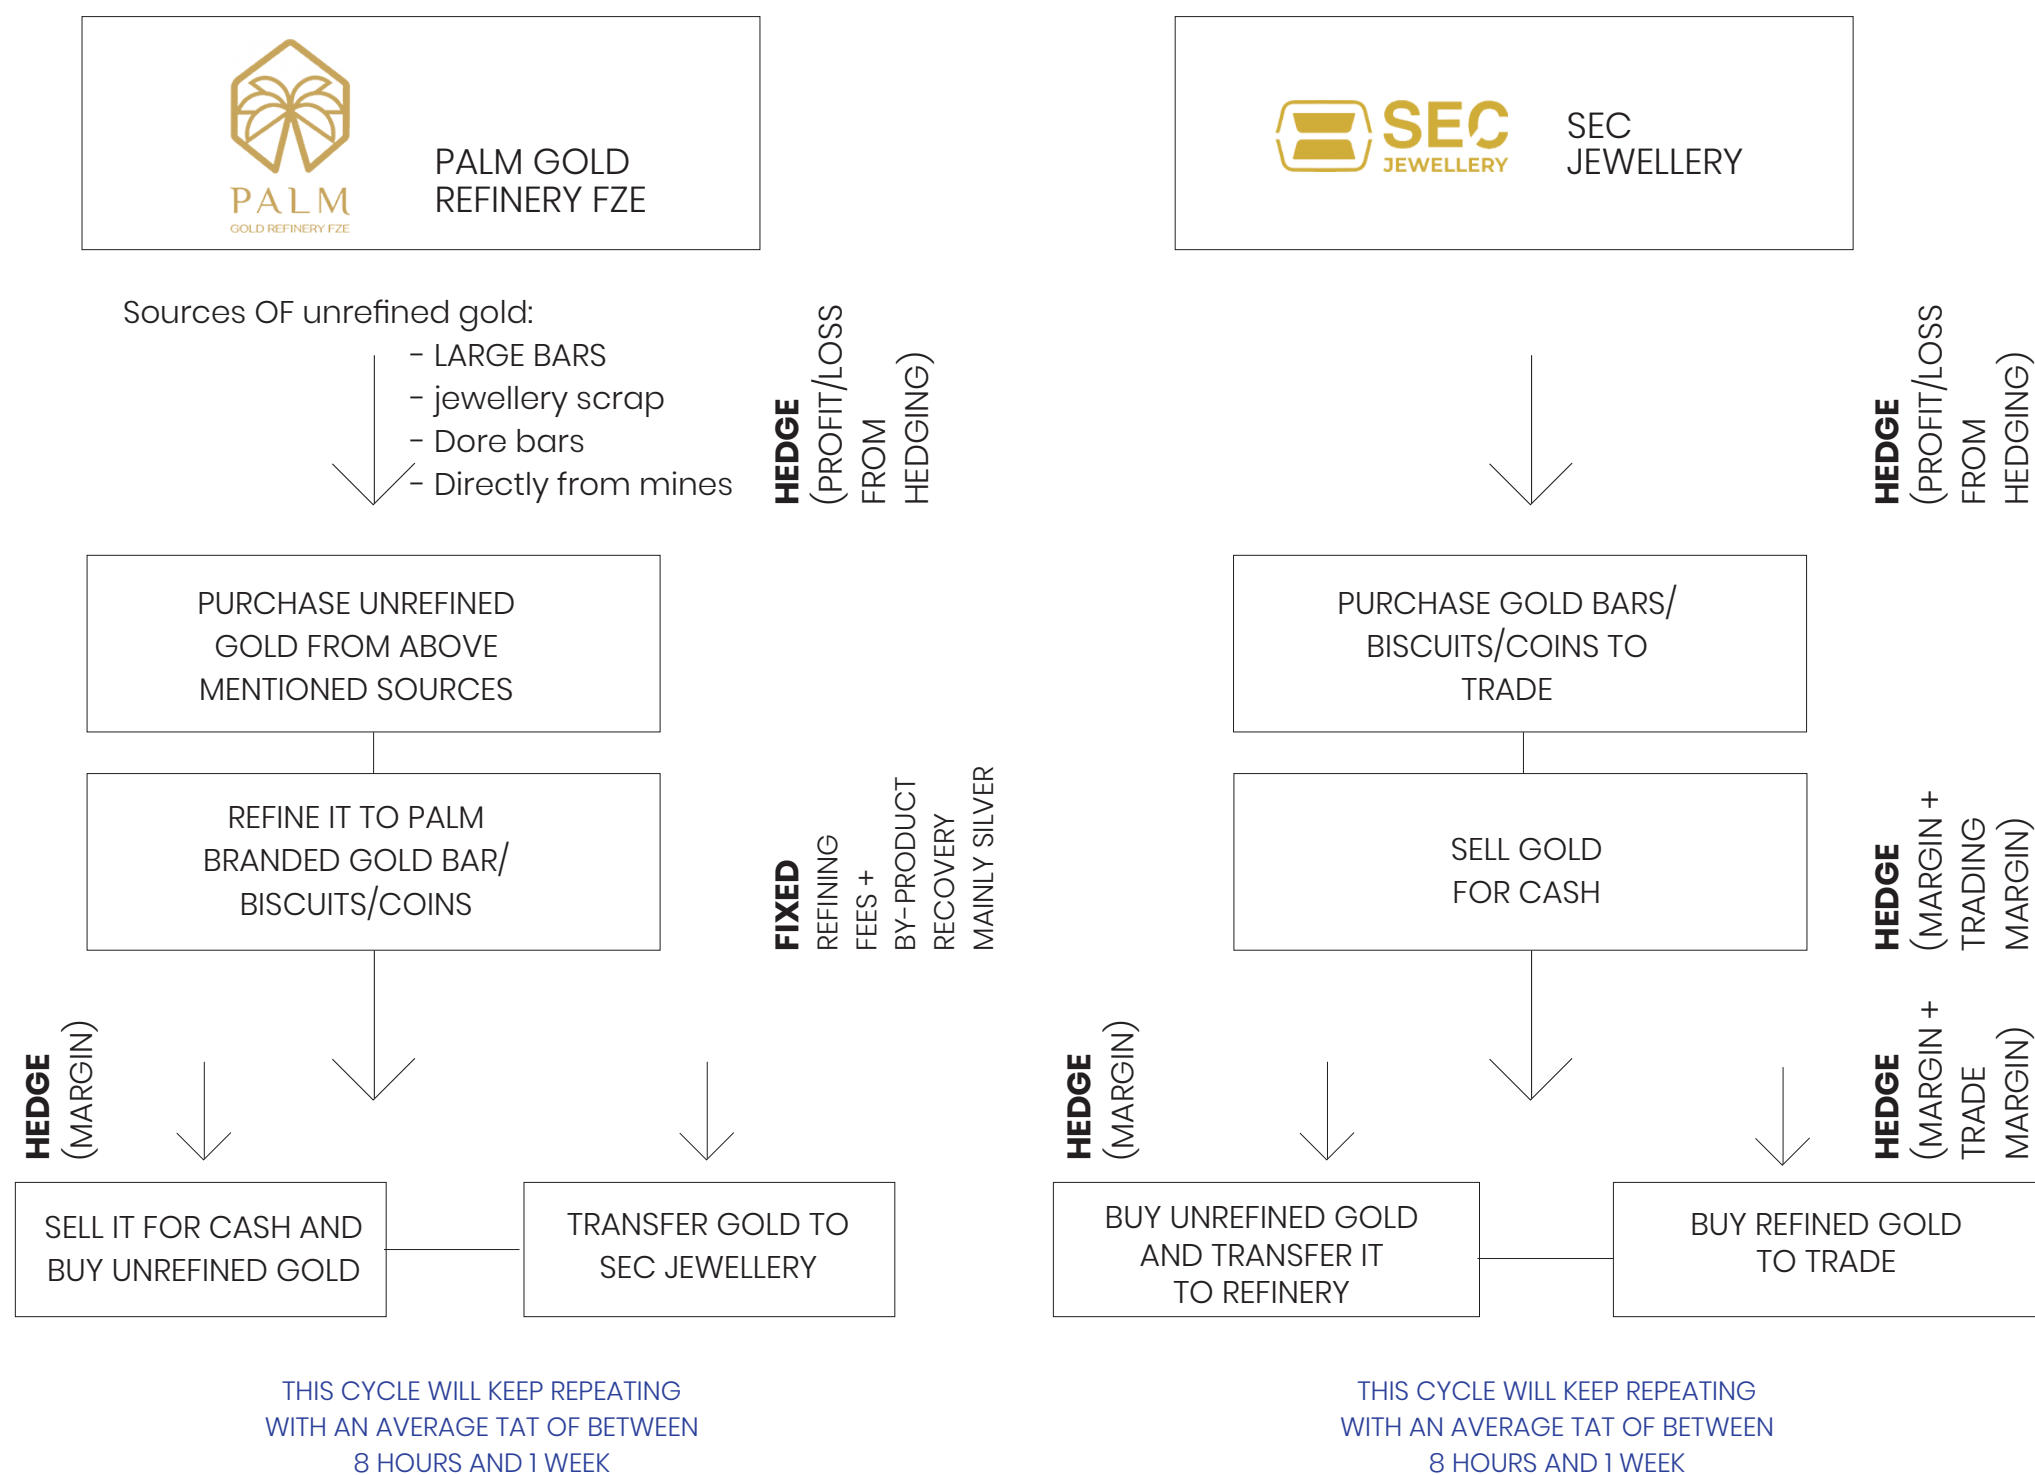 PALM
GOLD REFINERY FZE
PALM GOLD
REFINERY FZE
Sources OF unrefined gold:
- LARGE BARS
- jewellery scrap
- Dore bars
- Directly from mines
HEDGE
(PROFIT/LOSS
FROM
HEDGING)
PURCHASE UNREFINED
GOLD FROM ABOVE
MENTIONED SOURCES
REFINE IT TO PALM
BRANDED GOLD BAR/
BISCUITS/COINS
FIXED
REFINING
FEES +
BY-PRODUCT
RECOVERY
MAINLY SILVER
HEDGE
(MARGIN)
SELL IT FOR CASH AND
BUY UNREFINED GOLD
TRANSFER GOLD TO
SEC JEWELLERY
THIS CYCLE WILL KEEP REPEATING
WITH AN AVERAGE TAT OF BETWEEN
8 HOURS AND 1 WEEK
SEC
JEWELLERY
SEC
JEWELLERY
HEDGE
(PROFIT/LOSS
FROM
HEDGING)
PURCHASE GOLD BARS/
BISCUITS/COINS TO
TRADE
SELL GOLD
FOR CASH
HEDGE
(MARGIN +
TRADING
MARGIN)
HEDGE
(MARGIN)
HEDGE
(MARGIN +
TRADE
MARGIN)
BUY UNREFINED GOLD
AND TRANSFER IT
TO REFINERY
BUY REFINED GOLD
TO TRADE
THIS CYCLE WILL KEEP REPEATING
WITH AN AVERAGE TAT OF BETWEEN
8 HOURS AND 1 WEEK